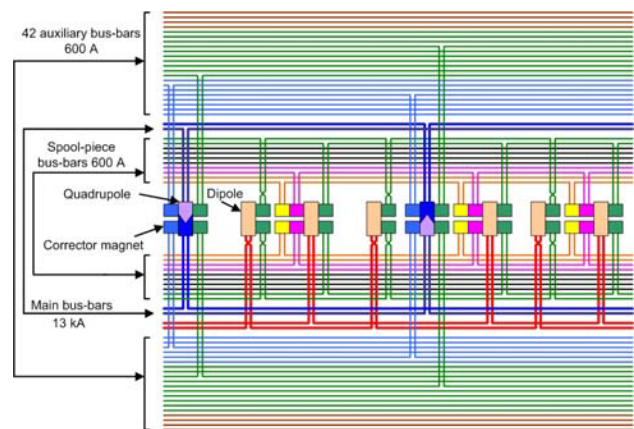 42 auxiliary bus-bars
600 A
Spool-piece
bus-bars 600 A
Quadrupole
Dipole
Corrector magnet
Main bus-bars
13 kA